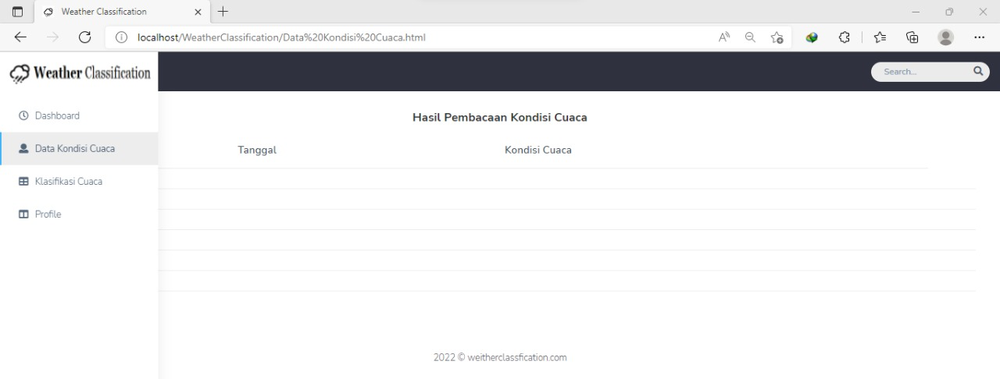 Weather Classification
localhost/WeatherClassification/Data%20Kondisi%20Cuaca.html
Weather Classification
Search...
Dashboard
Data Kondisi Cuaca
Klasifikasi Cuaca
Profile
Hasil Pembacaan Kondisi Cuaca
Tanggal Kondisi Cuaca
2022 © weitherclassfication.com